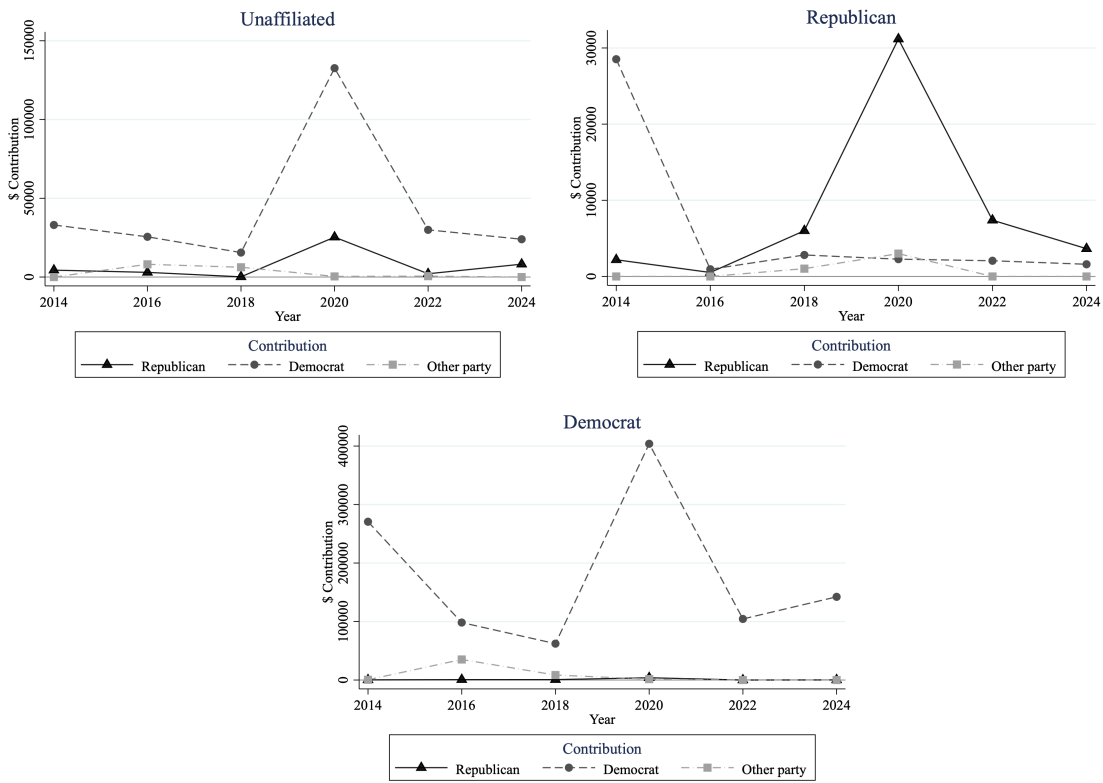 Unaffiliated
$ Contribution
150000
100000
50000
0
2014 2016 2018 2020 2022 2024
Year
Contribution
Republican Democrat Other party
Republican
$ Contribution
30000
20000
10000
0
2014 2016 2018 2020 2022 2024
Year
Contribution
Republican Democrat Other party
Democrat
$ Contribution
400000
300000
200000
100000
0
2014 2016 2018 2020 2022 2024
Year
Contribution
Republican Democrat Other party